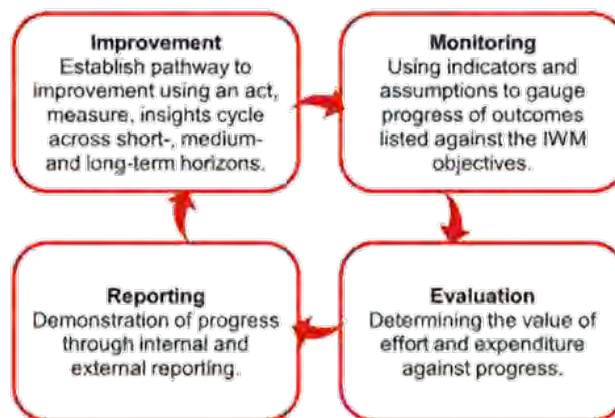 Improvement
Establish pathway to
improvement using an act,
measure, insights cycle
across short-, medium-
and long-term horizons.
Monitoring
Using indicators and
assumptions to gauge
progress of outcomes
listed against the IWM
objectives.
Reporting
Demonstration of progress
through internal and
external reporting.
Evaluation
Determining the value of
effort and expenditure
against progress.